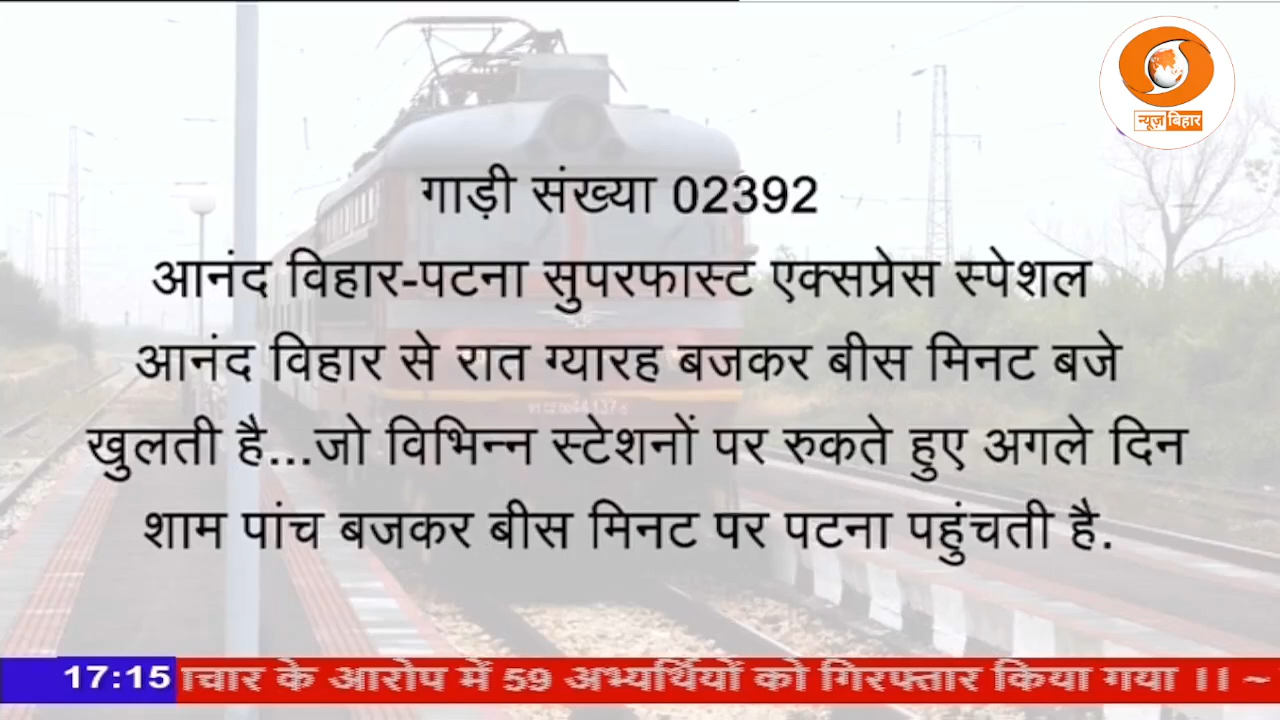 न्यूज़ बिहार
गाड़ी संख्या 02392
आनंद विहार-पटना सुपरफास्ट एक्सप्रेस स्पेशल
आनंद विहार से रात ग्यारह बजकर बीस मिनट बजे
खुलती है...जो विभिन्न स्टेशनों पर रुकते हुए अगले दिन
शाम पांच बजकर बीस मिनट पर पटना पहुंचती है.
17:15 ाचार के आरोप में 59 अभ्यर्थियों को गिरफ्तार किया गया ।। ~